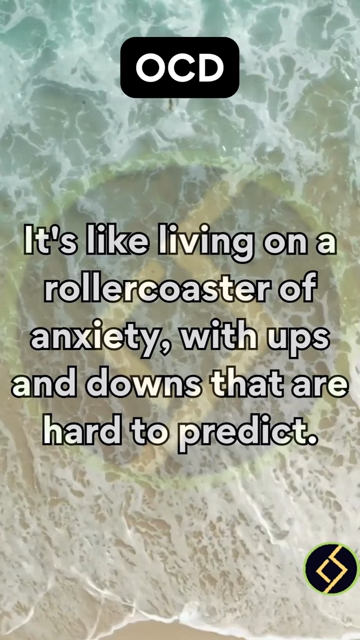 OCD
It's like living on a
rollercoaster of
anxiety, with ups
and downs that are
hard to predict.